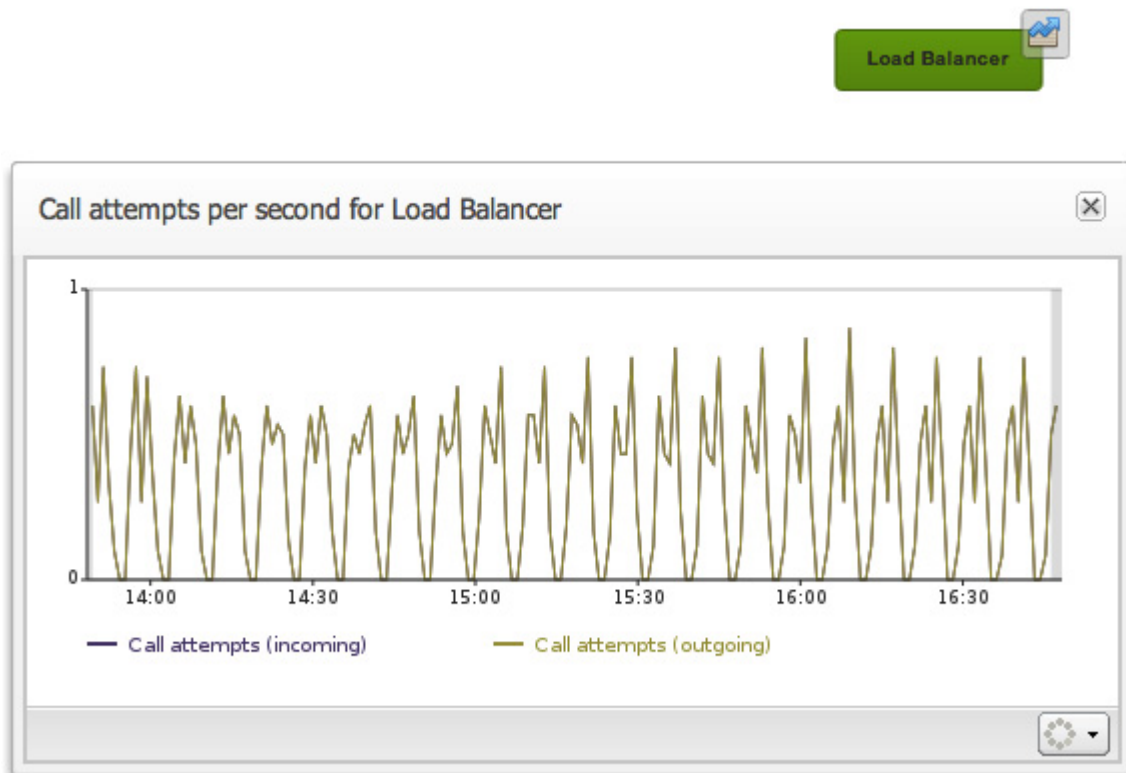 Load Balancer
Call attempts per second for Load Balancer
1
0
14:00 14:30 15:00 15:30 16:00 16:30
Call attempts (incoming) Call attempts (outgoing)